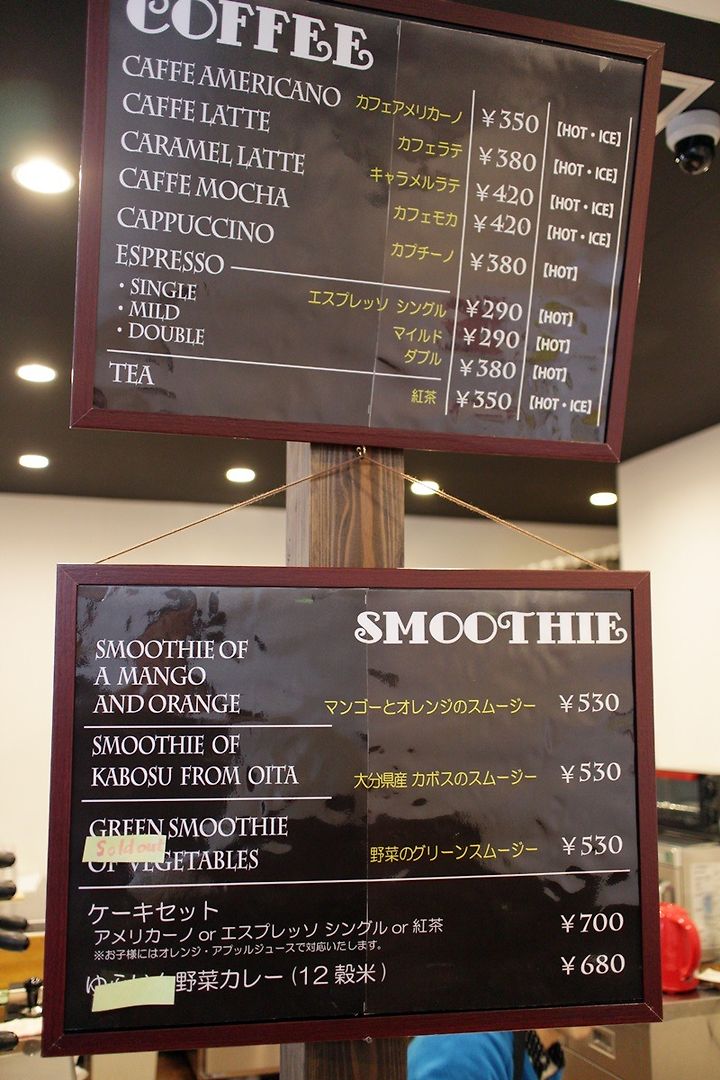 COFFEE
CAFFE AMERICANO カフェアメリカーノ ¥350 [HOT・ICE]
CAFFE LATTE カフェラテ ¥380 [HOT・ICE]
CARAMEL LATTE キャラメルラテ ¥420 [HOT・ICE]
CAFFE MOCHA カフェモカ ¥420 [HOT・ICE]
CAPPUCCINO カプチーノ ¥380 [HOT]
ESPRESSO
・SINGLE エスプレッソ シングル ¥290 [HOT]
・MILD マイルド ¥290 [HOT]
・DOUBLE ダブル ¥380 [HOT]
TEA 紅茶 ¥350 [HOT・ICE]
SMOOTHIE
SMOOTHIE OF
A MANGO
AND ORANGE マンゴーとオレンジのスムージー ¥530
SMOOTHIE OF
KABOSU FROM OITA 大分県産 カボスのスムージー ¥530
GREEN SMOOTHIE
Sold out
OF VEGETABLES 野菜のグリーンスムージー ¥530
ケーキセット ¥700
アメリカーノ or エスプレッソ シングル or 紅茶
※お子様にはオレンジ・アップルジュースで対応いたします。
野菜カレー (12 穀米) ¥680